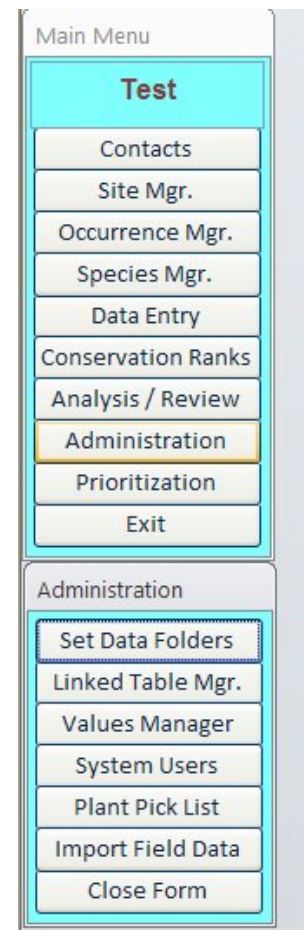 Main Menu
Test
Contacts
Site Mgr.
Occurrence Mgr.
Species Mgr.
Data Entry
Conservation Ranks
Analysis / Review
Administration
Prioritization
Exit
Administration
Set Data Folders
Linked Table Mgr.
Values Manager
System Users
Plant Pick List
Import Field Data
Close Form